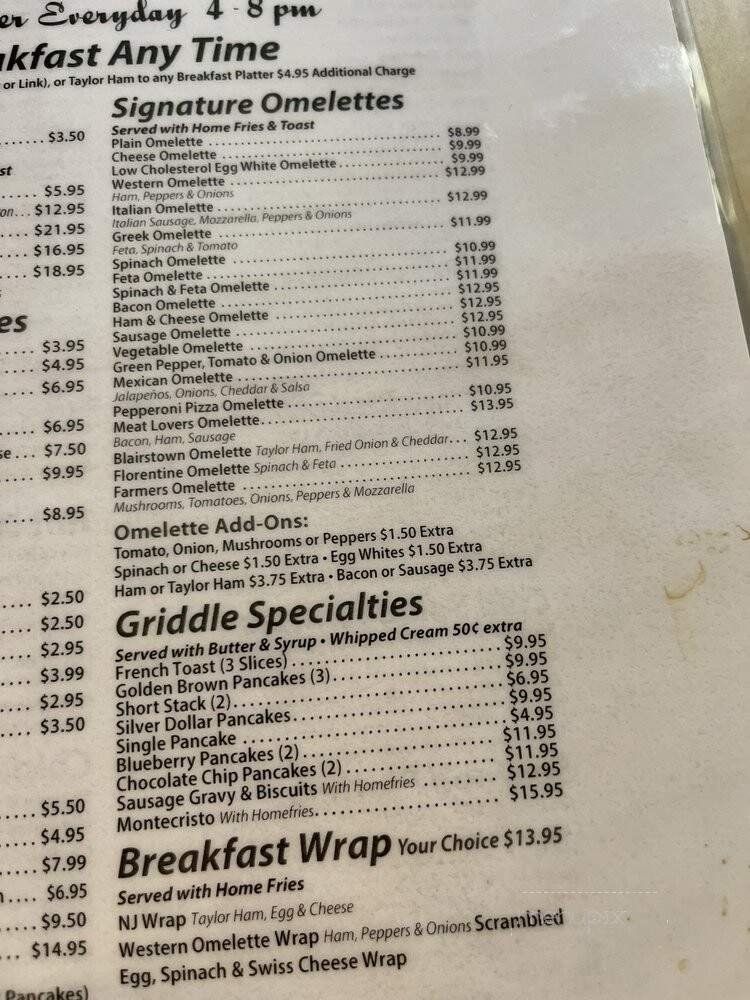 er Everyday 4 - 8 pm
akfast Any Time
or Link), or Taylor Ham to any Breakfast Platter $4.95 Additional Charge
..... $3.50
st
..... $5.95
on... $12.95
..... $21.95
..... $16.95
..... $18.95
s
es
..... $3.95
..... $4.95
..... $6.95
..... $6.95
se... $7.50
..... $9.95
..... $8.95
..... $2.50
..... $2.50
..... $2.95
..... $3.99
..... $2.95
..... $3.50
..... $5.50
..... $4.95
..... $7.99
.... $6.95
..... $9.50
... $14.95
Pancakes)
Signature Omelettes
Served with Home Fries & Toast
Plain Omelette ..... $8.99
Cheese Omelette ..... $9.99
Low Cholesterol Egg White Omelette..... $9.99
Western Omelette ..... $12.99
Ham, Peppers & Onions
Italian Omelette ..... $12.99
Italian Sausage, Mozzarella, Peppers & Onions
Greek Omelette ..... $11.99
Feta, Spinach & Tomato
Spinach Omelette ..... $10.99
Feta Omelette ..... $11.99
Spinach & Feta Omelette ..... $11.99
Bacon Omelette ..... $12.95
Ham & Cheese Omelette ..... $12.95
Sausage Omelette ..... $12.95
Vegetable Omelette ..... $10.99
Green Pepper, Tomato & Onion Omelette ..... $10.99
Mexican Omelette ..... $11.95
Jalapeños, Onions, Cheddar & Salsa
Pepperoni Pizza Omelette ..... $10.95
Meat Lovers Omelette..... $13.95
Bacon, Ham, Sausage
Blairstown Omelette Taylor Ham, Fried Onion & Cheddar... $12.95
Florentine Omelette Spinach & Feta ..... $12.95
Farmers Omelette ..... $12.95
Mushrooms, Tomatoes, Onions, Peppers & Mozzarella
Omelette Add-Ons:
Tomato, Onion, Mushrooms or Peppers $1.50 Extra
Spinach or Cheese $1.50 Extra • Egg Whites $1.50 Extra
Ham or Taylor Ham $3.75 Extra • Bacon or Sausage $3.75 Extra
Griddle Specialties
Served with Butter & Syrup • Whipped Cream 50¢ extra
French Toast (3 Slices) ..... $9.95
Golden Brown Pancakes (3)..... $9.95
Short Stack (2)..... $6.95
Silver Dollar Pancakes..... $9.95
Single Pancake ..... $4.95
Blueberry Pancakes (2) ..... $11.95
Chocolate Chip Pancakes (2) ..... $11.95
Sausage Gravy & Biscuits With Homefries ..... $12.95
Montecristo With Homefries..... $15.95
Breakfast Wrap Your Choice $13.95
Served with Home Fries
NJ Wrap Taylor Ham, Egg & Cheese
Western Omelette Wrap Ham, Peppers & Onions Scrambled
Egg, Spinach & Swiss Cheese Wrap